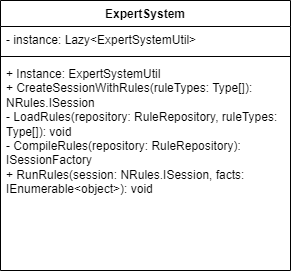 ExpertSystem
- instance: Lazy<ExpertSystemUtil>
+ Instance: ExpertSystemUtil
+ CreateSessionWithRules(ruleTypes: Type[]):
NRules.ISession
- LoadRules(repository: RuleRepository, ruleTypes:
Type[]): void
- CompileRules(repository: RuleRepository):
ISessionFactory
+ RunRules(session: NRules.ISession, facts:
IEnumerable<object>): void